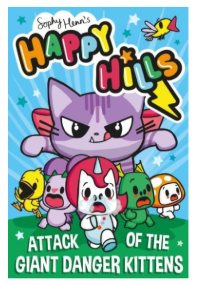 Sophy Henn's
HAPPY
HiLLS
ATTACK OF THE
GIANT DANGER KITTENS